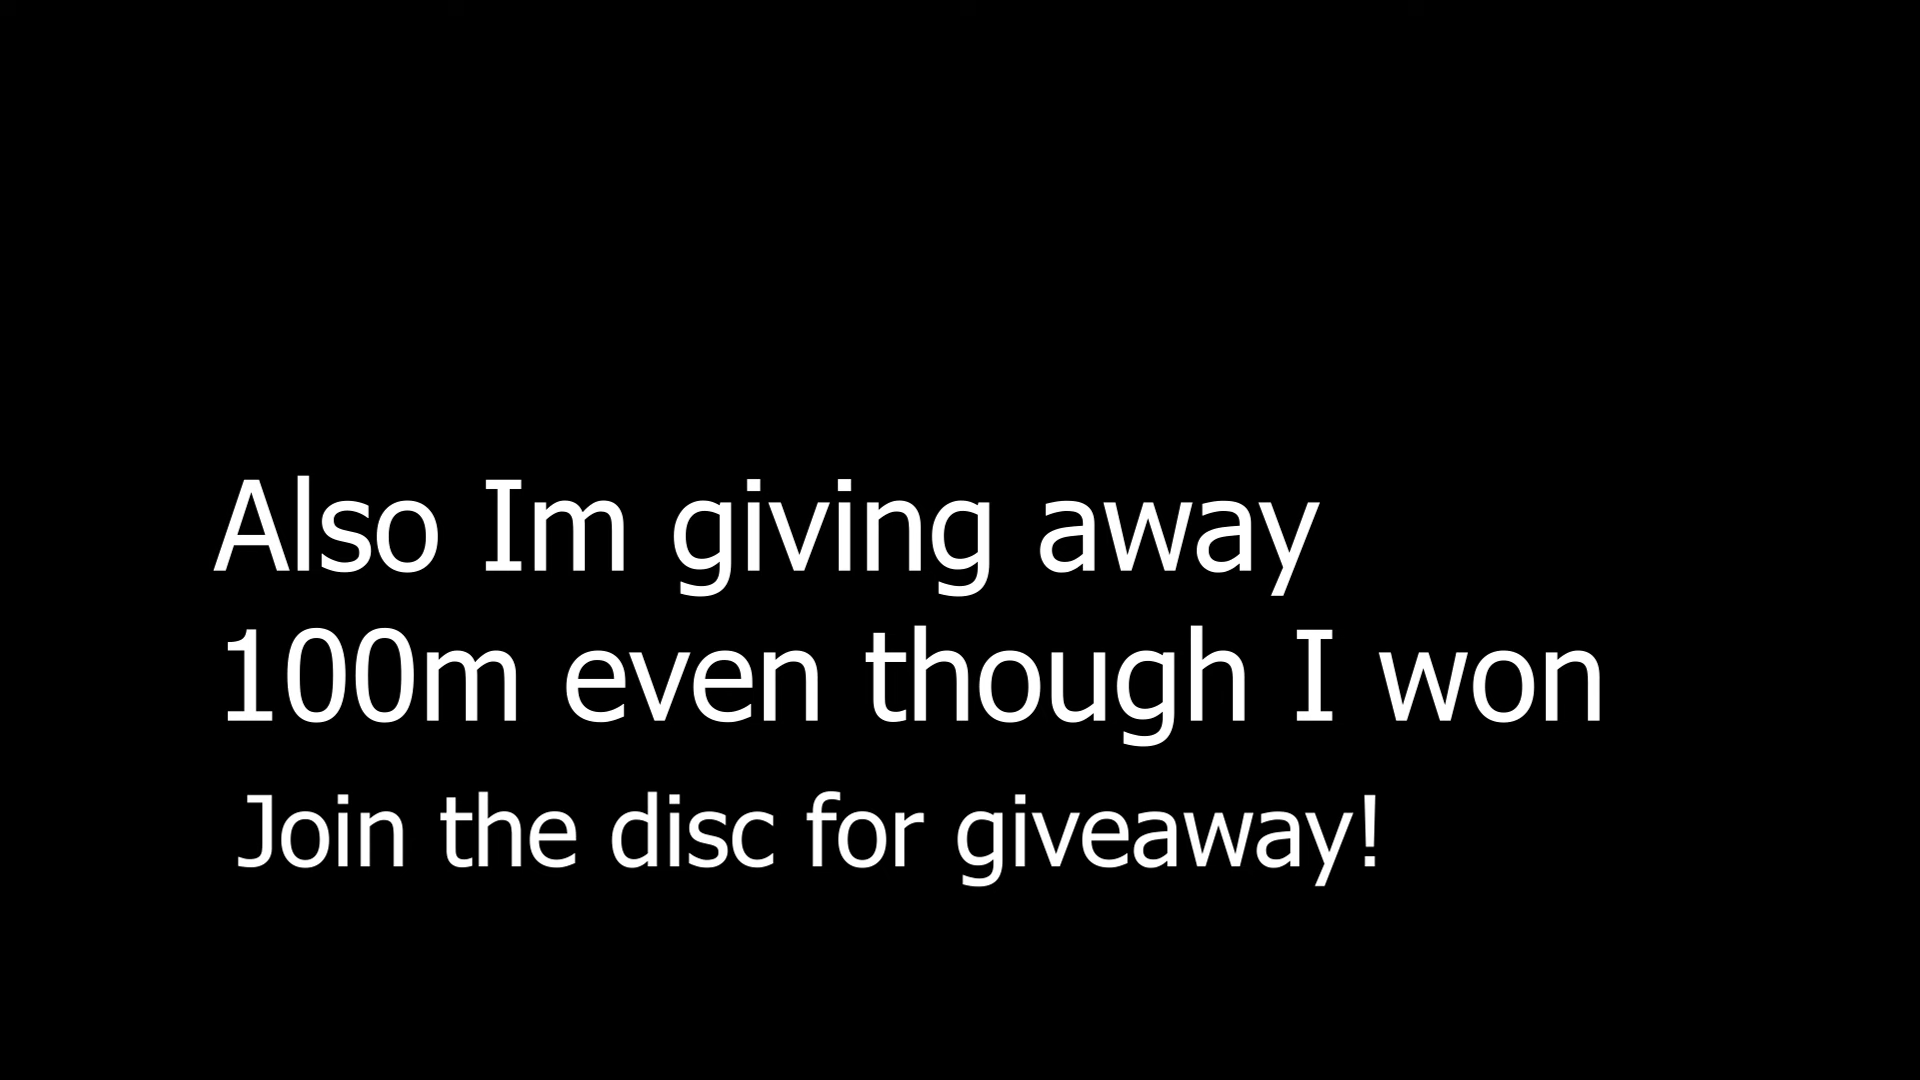 Also Im giving away
100m even though I won
Join the disc for giveaway!